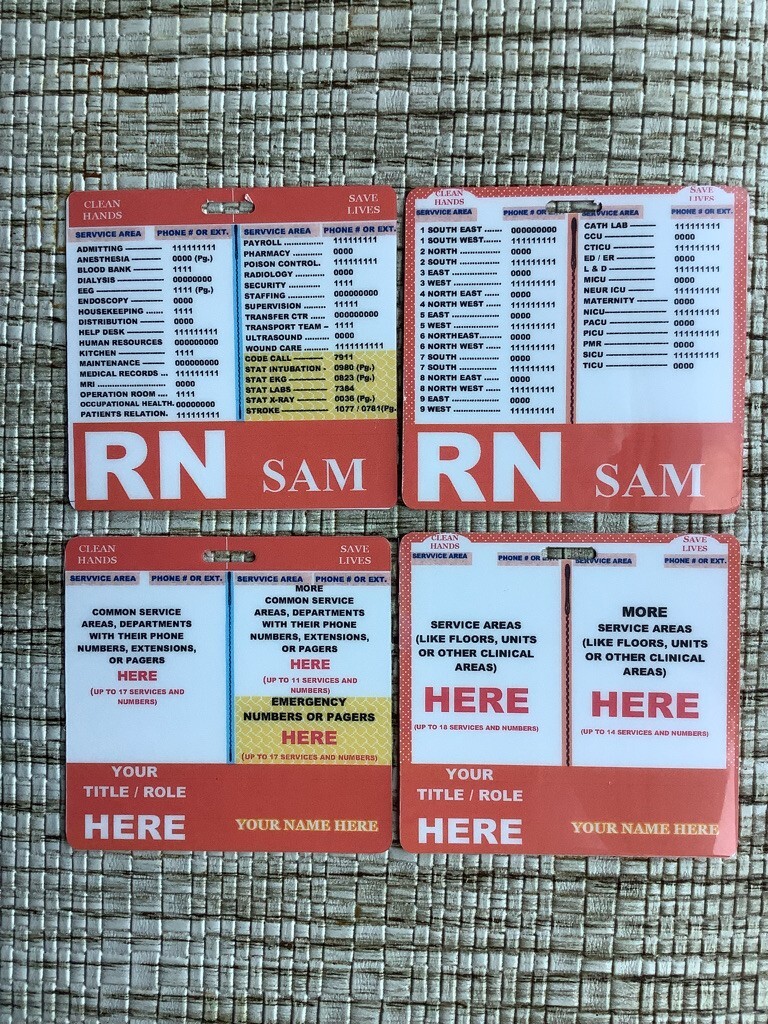 CLEAN
HANDS
SAVE
LIVES
SERVVICE AREA PHONE # OR EXT.
ADMITTING 111111111
ANESTHESIA 0000 (Pg.)
BLOOD BANK 1111
DIALYSIS 00000000
EEG 1111 (Pg.)
ENDOSCOPY 0000
HOUSEKEEPING 1111
DISTRIBUTION 0000
HELP DESK 111111111
HUMAN RESOURCES 000000000
KITCHEN 1111
MAINTENANCE 000000000
MEDICAL RECORDS ... 111111111
MRI 0000
OPERATION ROOM .... 1111
OCCUPATIONAL HEALTH. 00000000
PATIENTS RELATION. 111111111
SERVVICE AREA PHONE # OR EXT.
PAYROLL 111111111
PHARMACY 0000
POISON CONTROL. 111111111
RADIOLOGY 0000
SECURITY 1111
STAFFING 000000000
SUPERVISION 11111
TRANSFER CTR 000000000
TRANSPORT TEAM – 1111
ULTRASOUND 0000
WOUND CARE 111111111
CODE CALL 7911
STAT INTUBATION - 0980 (Pg.)
STAT EKG 0823 (Pg.)
STAT LABS 7384
STAT X-RAY 0036 (Pg.)
STROKE 1077 / 0781(Pg.
RN SAM
CLEAN
HANDS
SAVE
LIVES
SERVVICE AREA PHONE # OR
1 SOUTH EAST 000000000
1 SOUTH WEST 111111111
2 NORTH 0000
2 SOUTH 111111111
3 EAST 0000
3 WEST 111111111
4 NORTH EAST 0000
4 NORTH WEST 111111111
5 EAST 0000
5 WEST 111111111
6 NORTHEAST 0000
6 NORTH WEST 111111111
7 SOUTH 0000
7 SOUTH 111111111
8 NORTH EAST 0000
8 NORTH WEST 111111111
9 EAST 0000
9 WEST 111111111
SERVVICE AREA PHONE # OR EXT.
CATH LAB 111111111
CCU 0000
CTICU 111111111
ED / ER 0000
L & D 111111111
MICU 0000
NEUR ICU 111111111
MATERNITY 0000
NICU 111111111
PACU 0000
PICU 111111111
PMR 0000
SICU 111111111
TICU 0000
RN SAM
CLEAN
HANDS
SAVE
LIVES
SERVVICE AREA PHONE # OR EXT.
COMMON SERVICE
AREAS, DEPARTMENTS
WITH THEIR PHONE
NUMBERS, EXTENSIONS,
OR PAGERS
HERE
(UP TO 17 SERVICES AND
NUMBERS)
SERVVICE AREA PHONE # OR EXT.
MORE
COMMON SERVICE
AREAS, DEPARTMENTS
WITH THEIR PHONE
NUMBERS, EXTENSIONS,
OR PAGERS
HERE
(UP TO 11 SERVICES AND
NUMBERS)
EMERGENCY
NUMBERS OR PAGERS
HERE
(UP TO 17 SERVICES AND NUMBERS)
YOUR
TITLE / ROLE
HERE
YOUR NAME HERE
CLEAN
HANDS
SAVE
LIVES
SERVVICE AREA PHONE # OR
SERVICE AREAS
(LIKE FLOORS, UNITS
OR OTHER CLINICAL
AREAS)
HERE
(UP TO 18 SERVICES AND NUMBERS)
SERVVICE AREA PHONE # OR EXT.
MORE
SERVICE AREAS
(LIKE FLOORS, UNITS
OR OTHER CLINICAL
AREAS)
HERE
(UP TO 14 SERVICES AND NUMBERS)
YOUR
TITLE / ROLE
HERE
YOUR NAME HERE